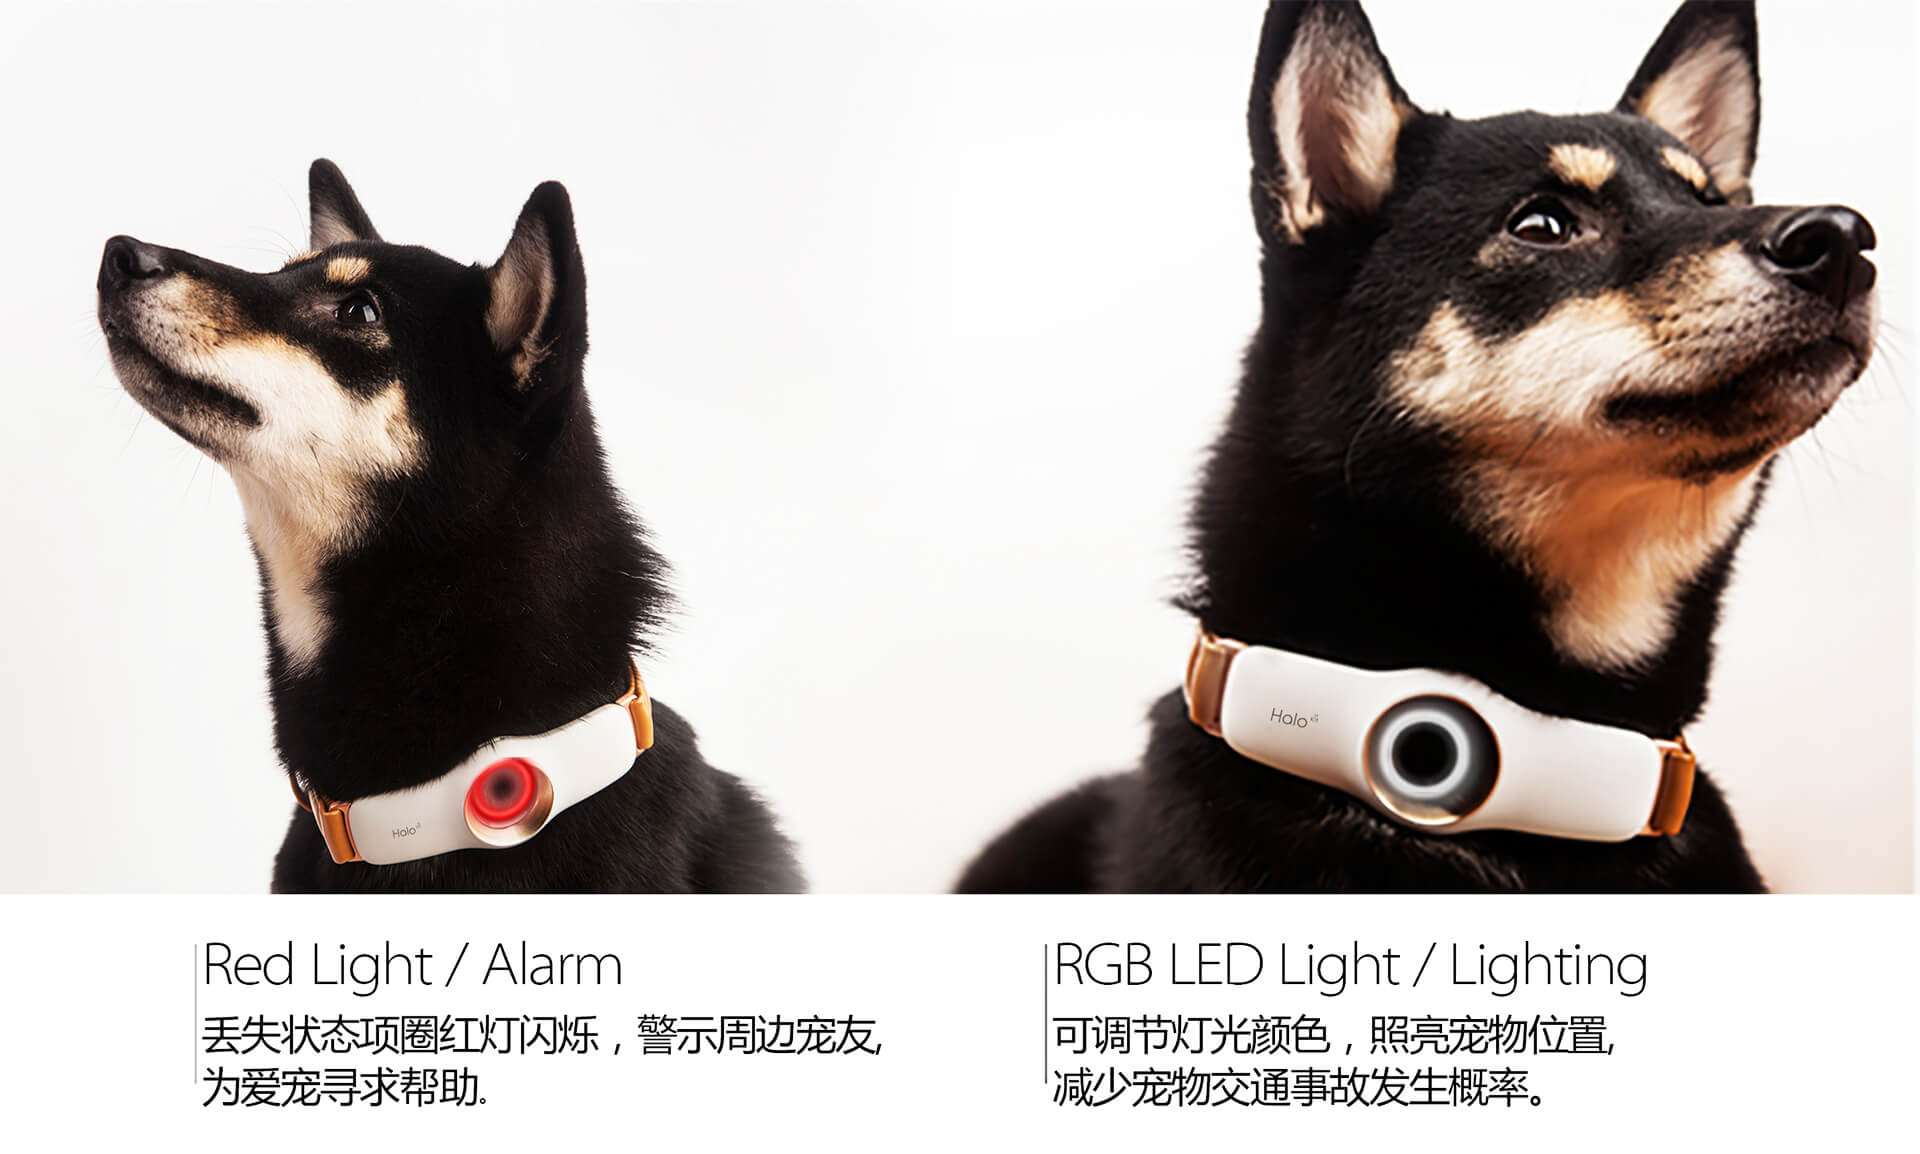 Halo
Halo
Red Light / Alarm
丢失状态项圈红灯闪烁，警示周边宠友,
为爱宠寻求帮助。
RGB LED Light / Lighting
可调节灯光颜色，照亮宠物位置,
减少宠物交通事故发生概率。